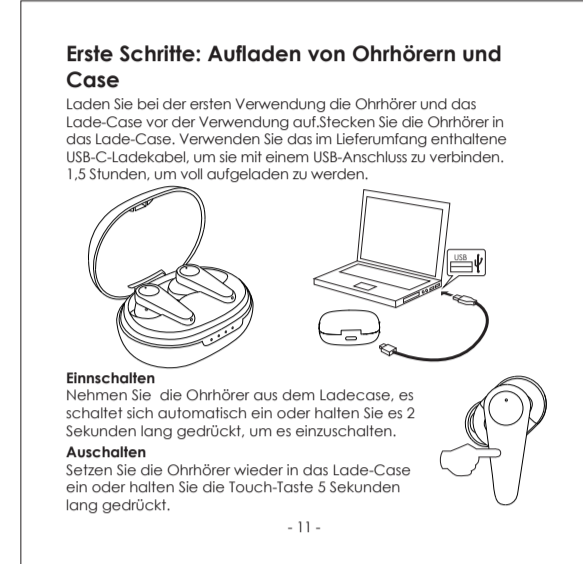 Erste Schritte: Aufladen von Ohrhörern und
Case
Laden Sie bei der ersten Verwendung die Ohrhörer und das
Lade-Case vor der Verwendung auf.Stecken Sie die Ohrhörer in
das Lade-Case. Verwenden Sie das im Lieferumfang enthaltene
USB-C-Ladekabel, um sie mit einem USB-Anschluss zu verbinden.
1,5 Stunden, um voll aufgeladen zu werden.
USB
Einnschalten
Nehmen Sie  die Ohrhörer aus dem Ladecase, es
schaltet sich automatisch ein oder halten Sie es 2
Sekunden lang gedrückt, um es einzuschalten.
Auschalten
Setzen Sie die Ohrhörer wieder in das Lade-Case
ein oder halten Sie die Touch-Taste 5 Sekunden
lang gedrückt.
- 11 -